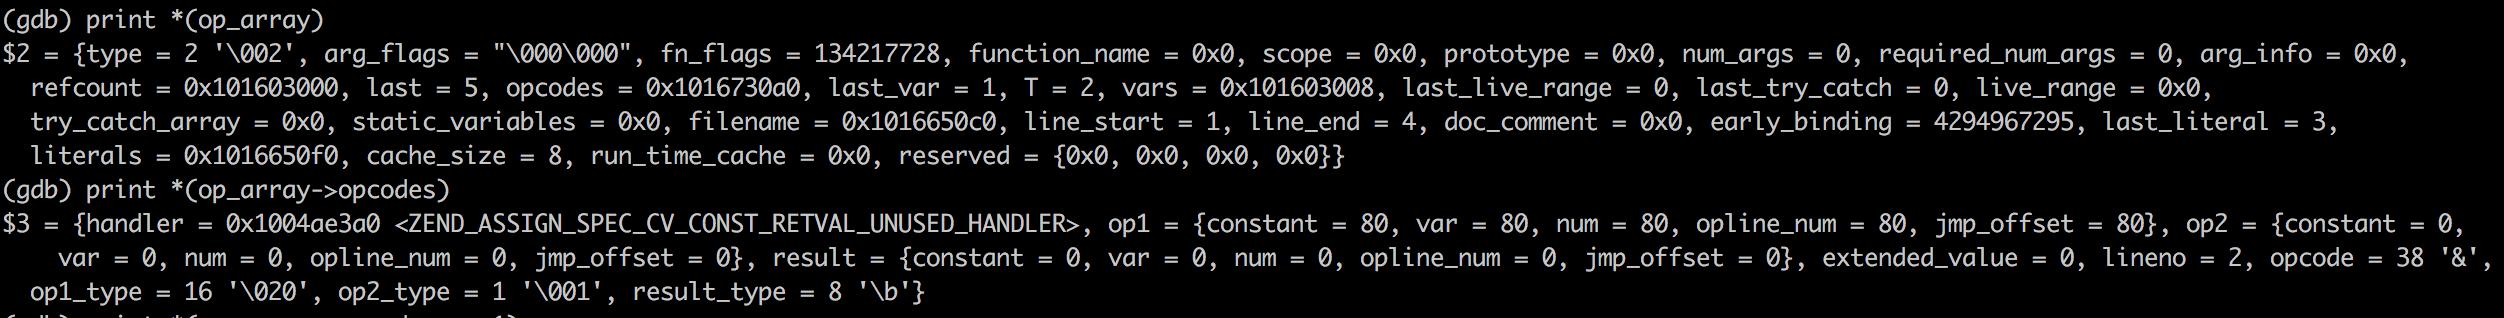 (gdb) print *(op_array)
$2 = {type = 2 '\002', arg_flags = "\000\000", fn_flags = 134217728, function_name = 0x0, scope = 0x0, prototype = 0x0, num_args = 0, required_num_args = 0, arg_info = 0x0,
refcount = 0x101603000, last = 5, opcodes = 0x1016730a0, last_var = 1, T = 2, vars = 0x101603008, last_live_range = 0, last_try_catch = 0, live_range = 0x0,
try_catch_array = 0x0, static_variables = 0x0, filename = 0x1016650c0, line_start = 1, line_end = 4, doc_comment = 0x0, early_binding = 4294967295, last_literal = 3,
literals = 0x1016650f0, cache_size = 8, run_time_cache = 0x0, reserved = {0x0, 0x0, 0x0, 0x0}}
(gdb) print *(op_array->opcodes)
$3 = {handler = 0x1004ae3a0 <ZEND_ASSIGN_SPEC_CV_CONST_RETVAL_UNUSED_HANDLER>, op1 = {constant = 80, var = 80, num = 80, opline_num = 80, jmp_offset = 80}, op2 = {constant = 0,
var = 0, num = 0, opline_num = 0, jmp_offset = 0}, result = {constant = 0, var = 0, num = 0, opline_num = 0, jmp_offset = 0}, extended_value = 0, lineno = 2, opcode = 38 '&',
op1_type = 16 '\020', op2_type = 1 '\001', result_type = 8 '\b'}